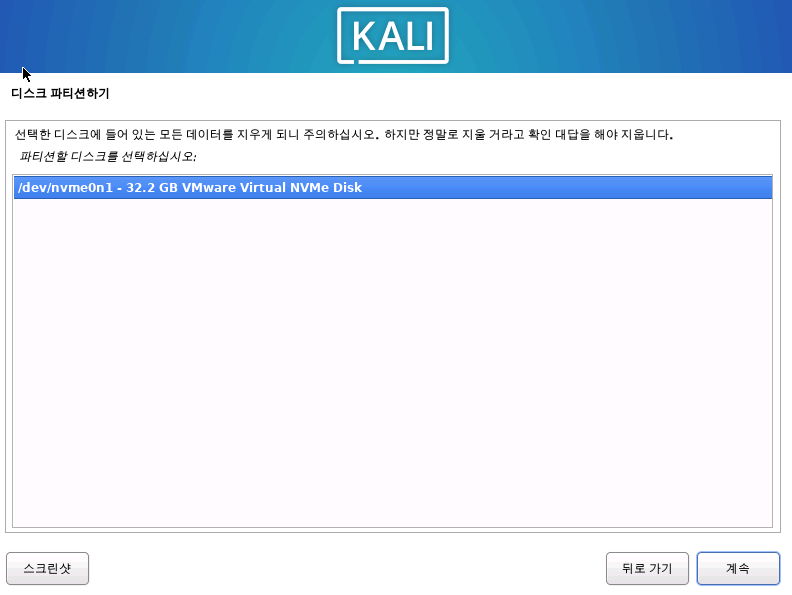 KALI
디스크 파티션하기
선택한 디스크에 들어 있는 모든 데이터를 지우게 되니 주의하십시오. 하지만 정말로 지울 거라고 확인 대답을 해야 지웁니다.
파티션할 디스크를 선택하십시오:
/dev/nvme0n1 - 32.2 GB VMware Virtual NVMe Disk
스크린샷
뒤로 가기
계속